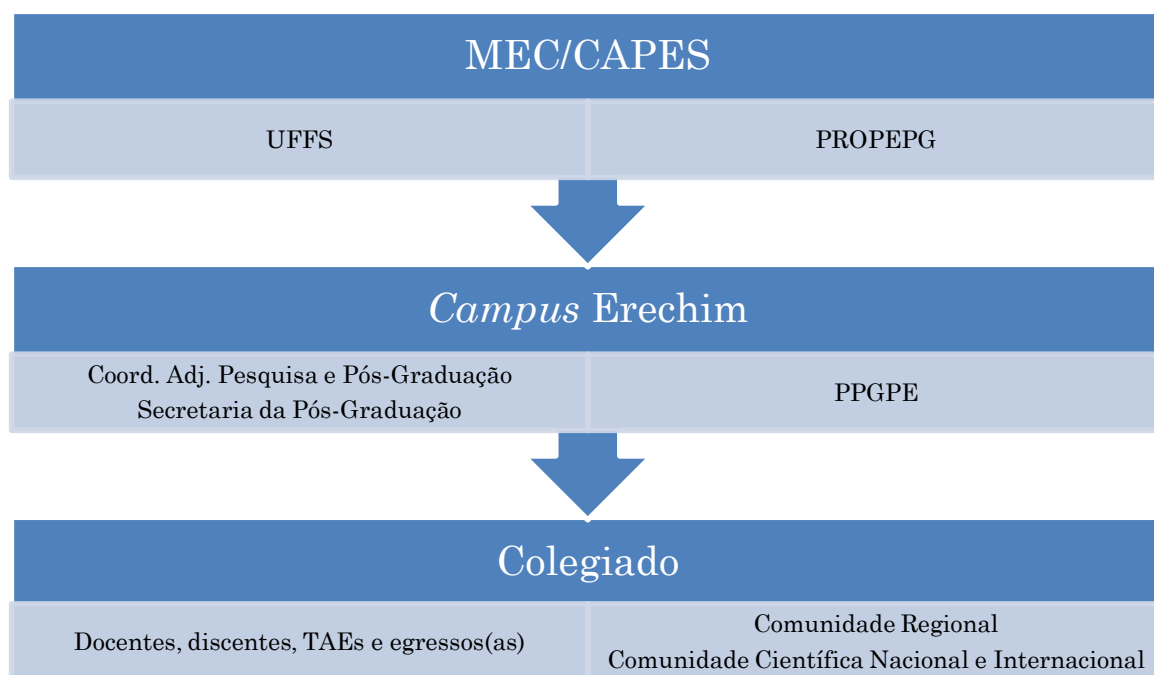 MEC/CAPES
UFFS
PROPEPG
Campus Erechim
Coord. Adj. Pesquisa e Pós-Graduação
Secretaria da Pós-Graduação
PPGPE
Colegiado
Docentes, discentes, TAEs e egressos(as)
Comunidade Regional
Comunidade Científica Nacional e Internacional